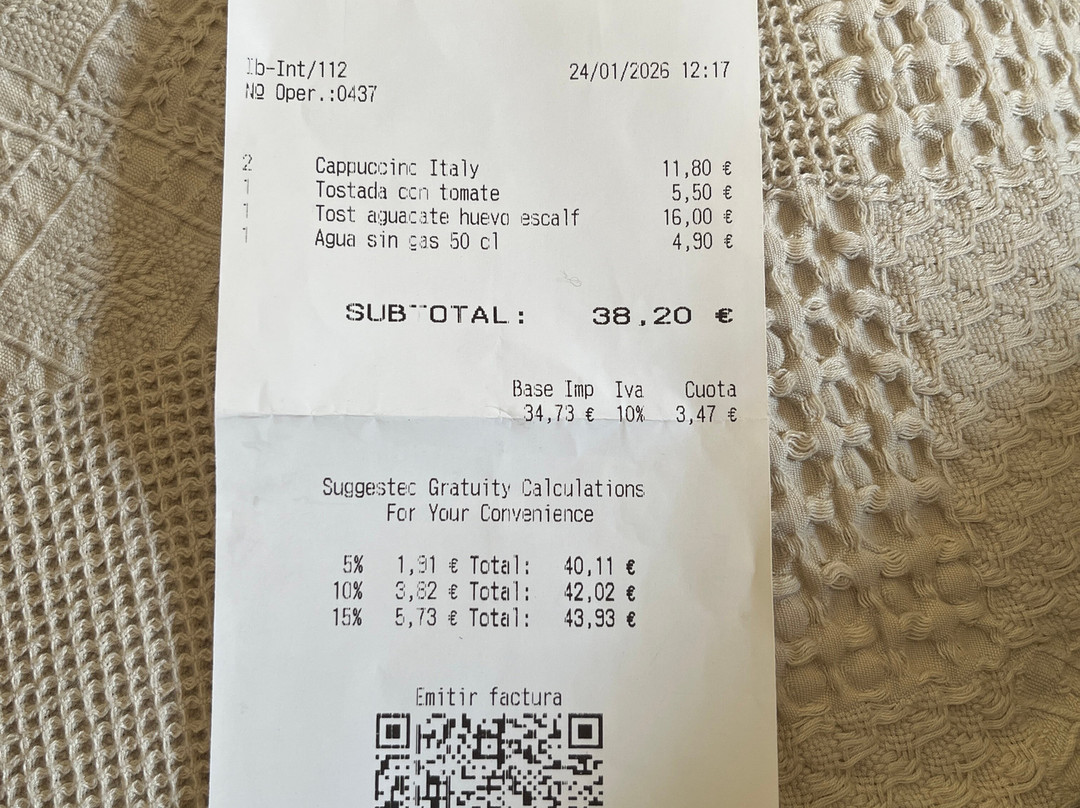 Ib-Int/112 24/01/2026 12:17
Nº Oper.:0437
2 Cappuccino Italy 11,80 €
1 Tostada con tomate 5,50 €
1 Tost aguacate huevo escalf 16,00 €
1 Agua sin gas 50 cl 4,90 €
SUBTOTAL: 38,20 €
Base Imp Iva Cuota
34,73 € 10% 3,47 €
Suggested Gratuity Calculations
For Your Convenience
5% 1,91 € Total: 40,11 €
10% 3,82 € Total: 42,02 €
15% 5,73 € Total: 43,93 €
Emitir factura